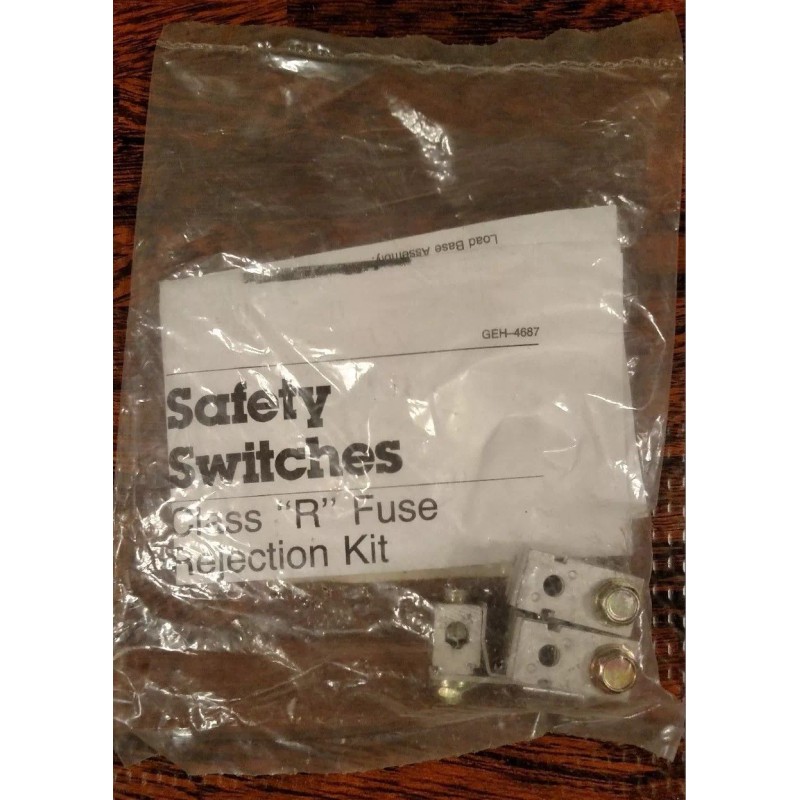 Load Base Assembly.
GEH-4687
Safety
Switches
Class "R" Fuse
Rejection Kit